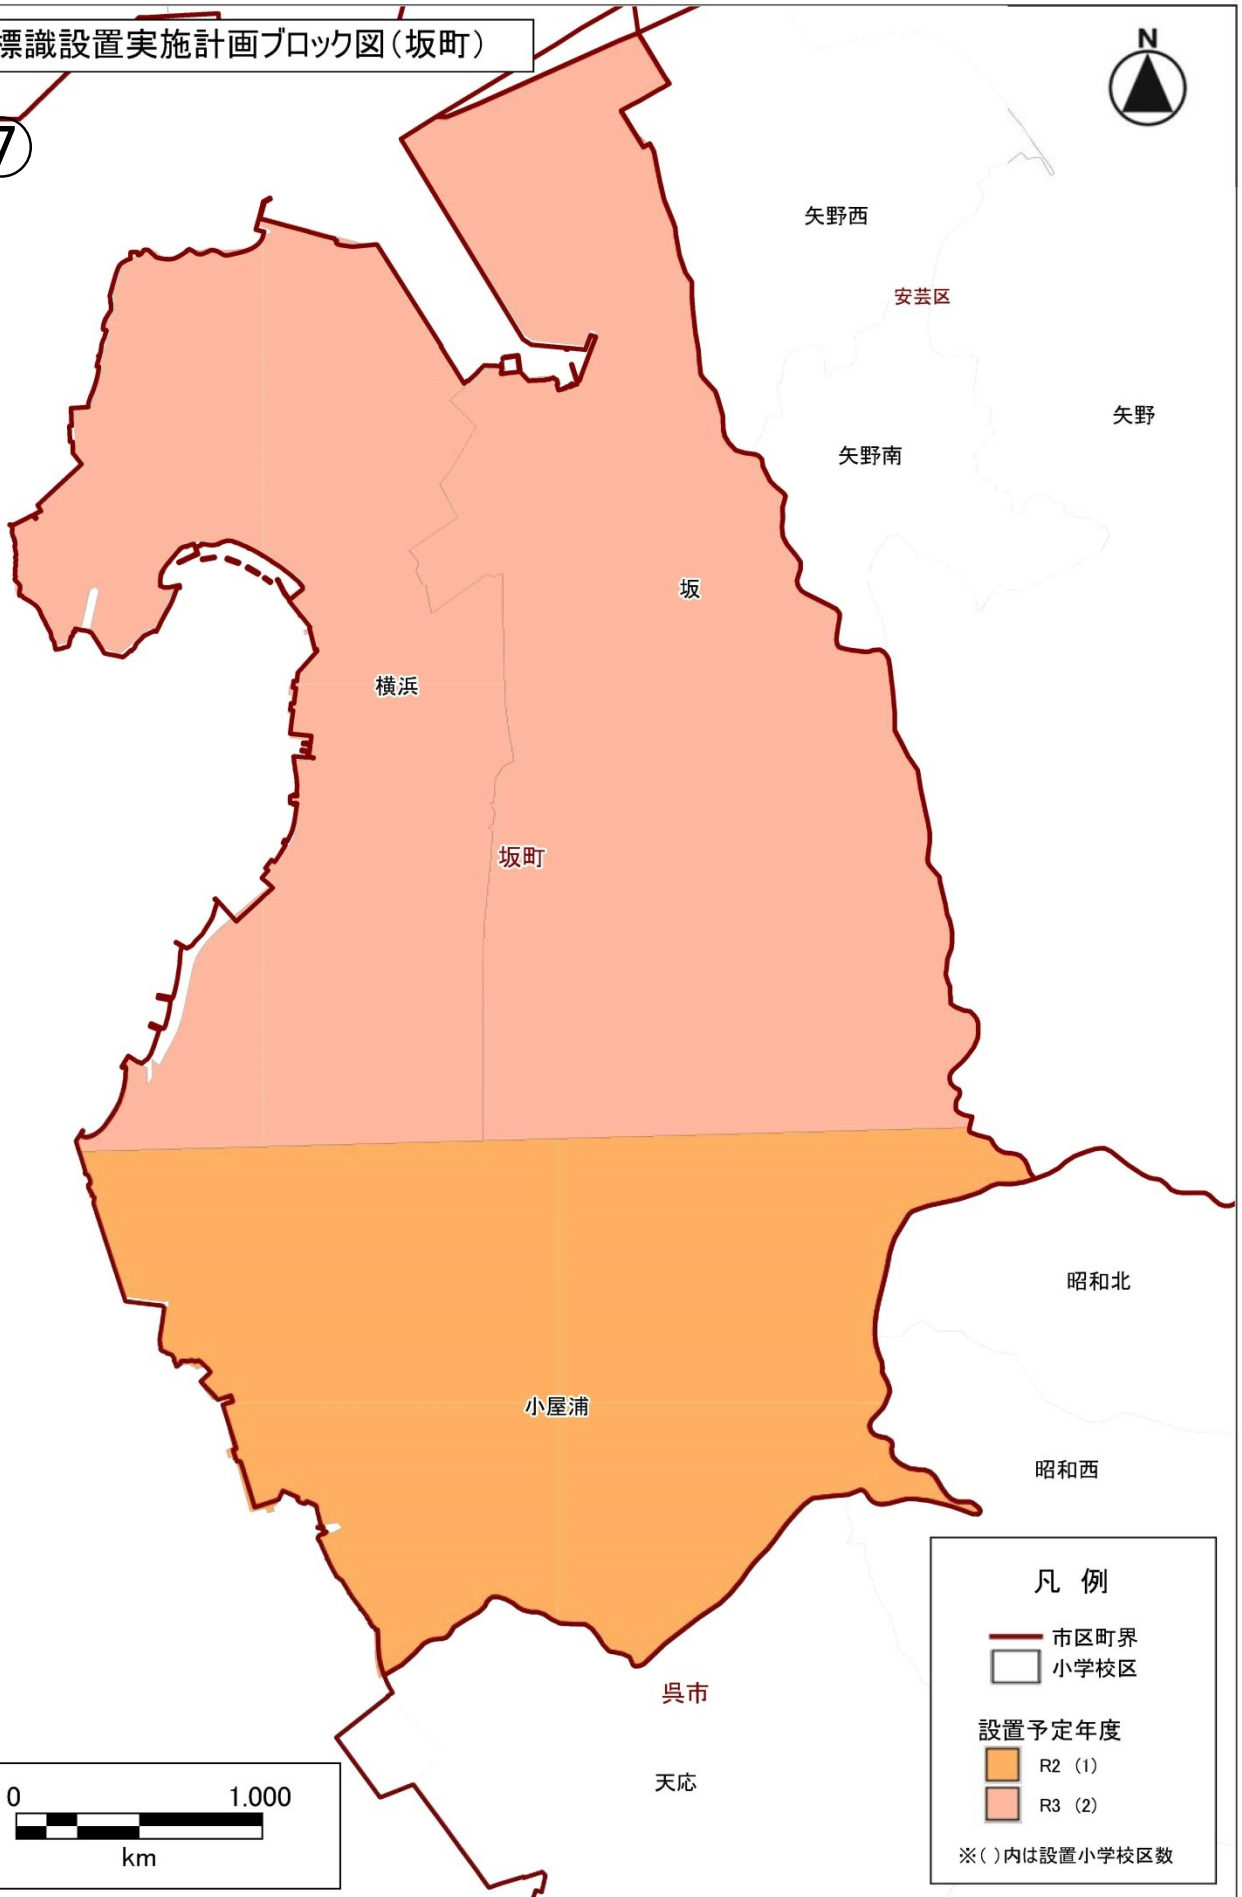 標識設置実施計画ブロック図（坂町）
⑦
N
矢野西
安芸区
矢野
矢野南
坂
横浜
坂町
昭和北
小屋浦
昭和西
呉市
天応
凡 例
市区町界
小学校区
設置予定年度
R2 （1）
R3 （2）
※（ ）内は設置小学校区数
0 1.000
km